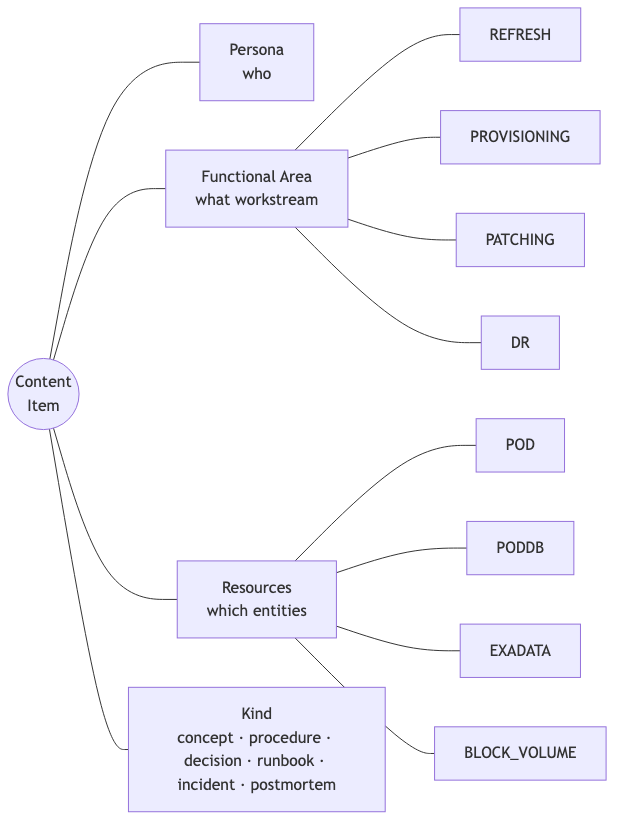 Persona
who
Functional Area
what workstream
REFRESH
PROVISIONING
PATCHING
DR
Content
Item
Resources
which entities
POD
PODDB
EXADATA
BLOCK_VOLUME
Kind
concept · procedure ·
decision · runbook ·
incident · postmortem